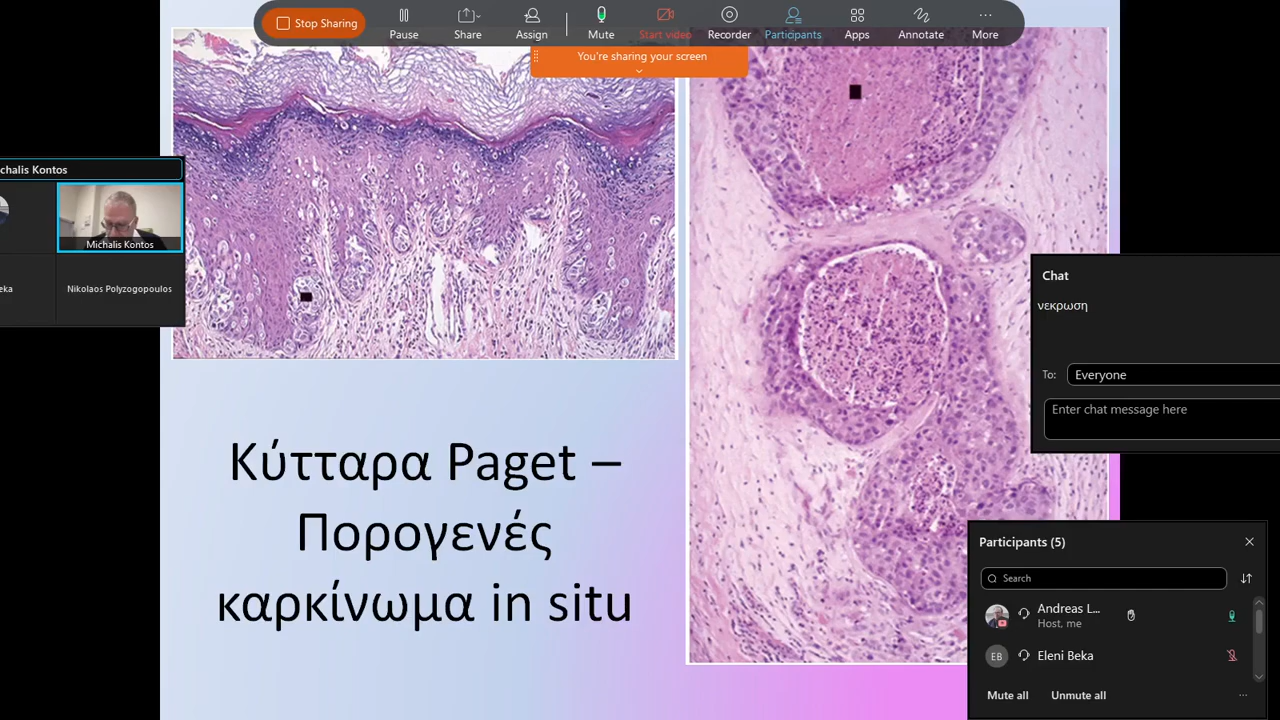 Stop Sharing
Pause
Share
Assign
Mute
Start video
Recorder
Participants
Apps
Annotate
More
You're sharing your screen
chalis Kontos
Michalis Kontos
eka
Nikolaos Polyzogopoulos
Κύτταρα Paget –
Πορογενές
καρκίνωμα in situ
Chat
νεκρωση
To:
Everyone
Enter chat message here
Participants (5)
Search
Andreas L...
Host, me
EB
Eleni Beka
Mute all
Unmute all